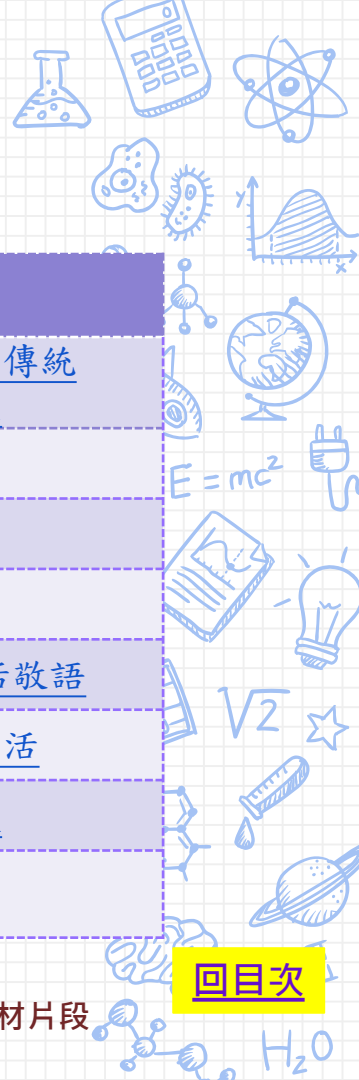 傳統
E = mc²
敬語
活
√2
回目次
材片段
H₂O
y
x